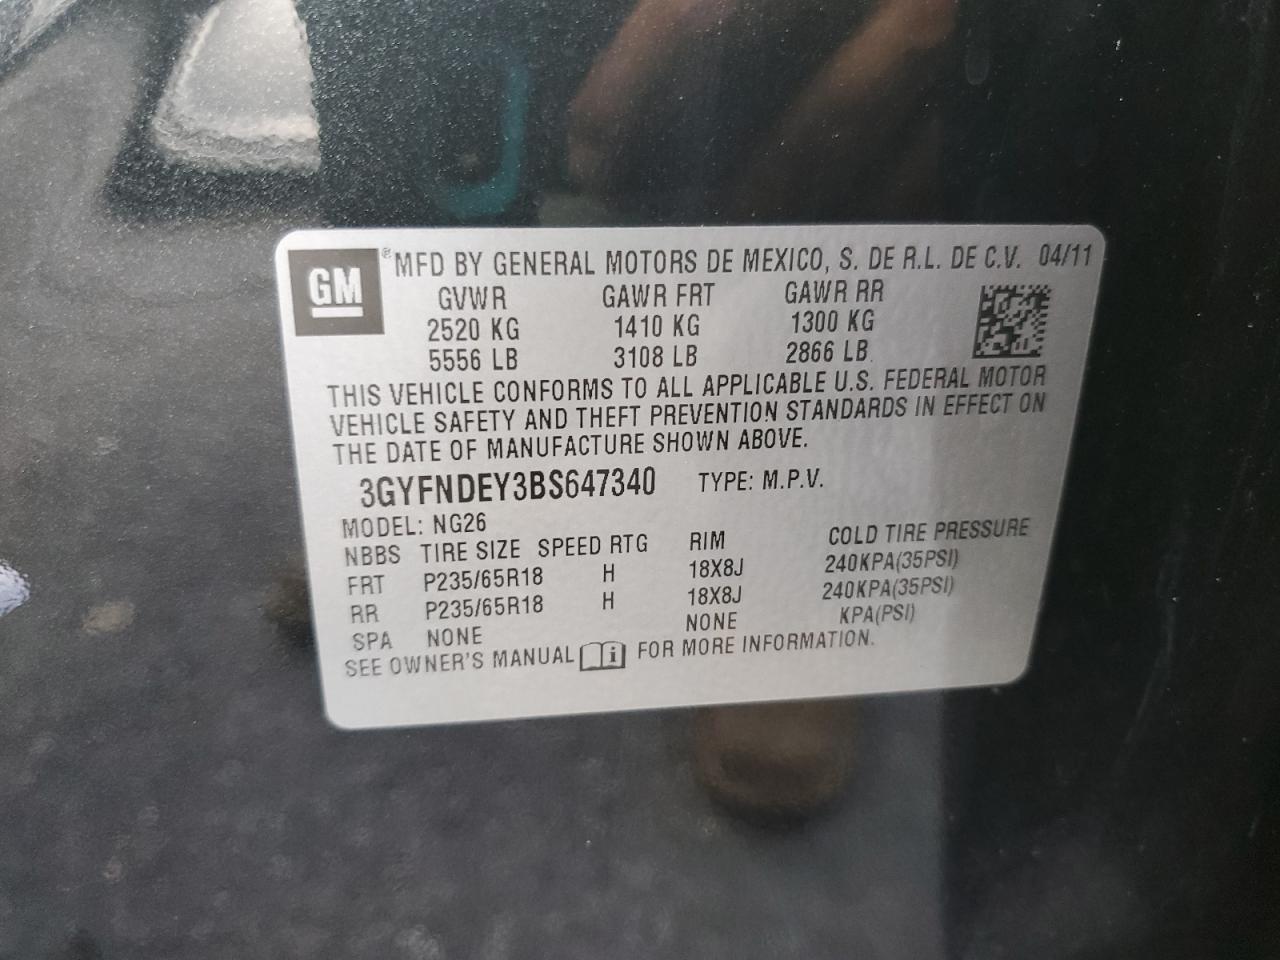 GM ® MFD BY GENERAL MOTORS DE MEXICO, S. DE R.L. DE C.V. 04/11
GVWR GAWR FRT GAWR RR
2520 KG 1410 KG 1300 KG
5556 LB 3108 LB 2866 LB
THIS VEHICLE CONFORMS TO ALL APPLICABLE U.S. FEDERAL MOTOR
VEHICLE SAFETY AND THEFT PREVENTION STANDARDS IN EFFECT ON
THE DATE OF MANUFACTURE SHOWN ABOVE.
3GYFNDEY3BS647340 TYPE: M.P.V.
MODEL: NG26
NBBS TIRE SIZE SPEED RTG RIM COLD TIRE PRESSURE
FRT P235/65R18 H 18X8J 240KPA(35PSI)
RR P235/65R18 H 18X8J 240KPA(35PSI)
SPA NONE NONE KPA(PSI)
SEE OWNER'S MANUAL FOR MORE INFORMATION.